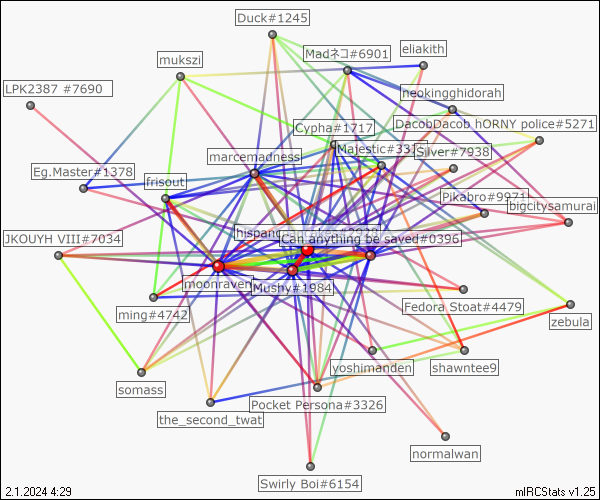 Duck#1245
Madネコ#6901
eliakith
mukszi
LPK2387 #7690
neokingghidorah
DacobDacob hORNY police#5271
Cypha#1717
marcemadness
Majestic#33
Silver#7938
Eg.Master#1378
frisout
Pikabro#9971
bigcitysamurai
JKOUYH VIII#7034
Can anything be saved#0396
moonraven
Mushy#1984
Fedora Stoat#4479
ming#4742
zebula
yoshimanden
shawntee9
somass
Pocket Persona#3326
the_second_twat
normalwan
Swirly Boi#6154
2.1.2024 4:29
mIRCStats v1.25